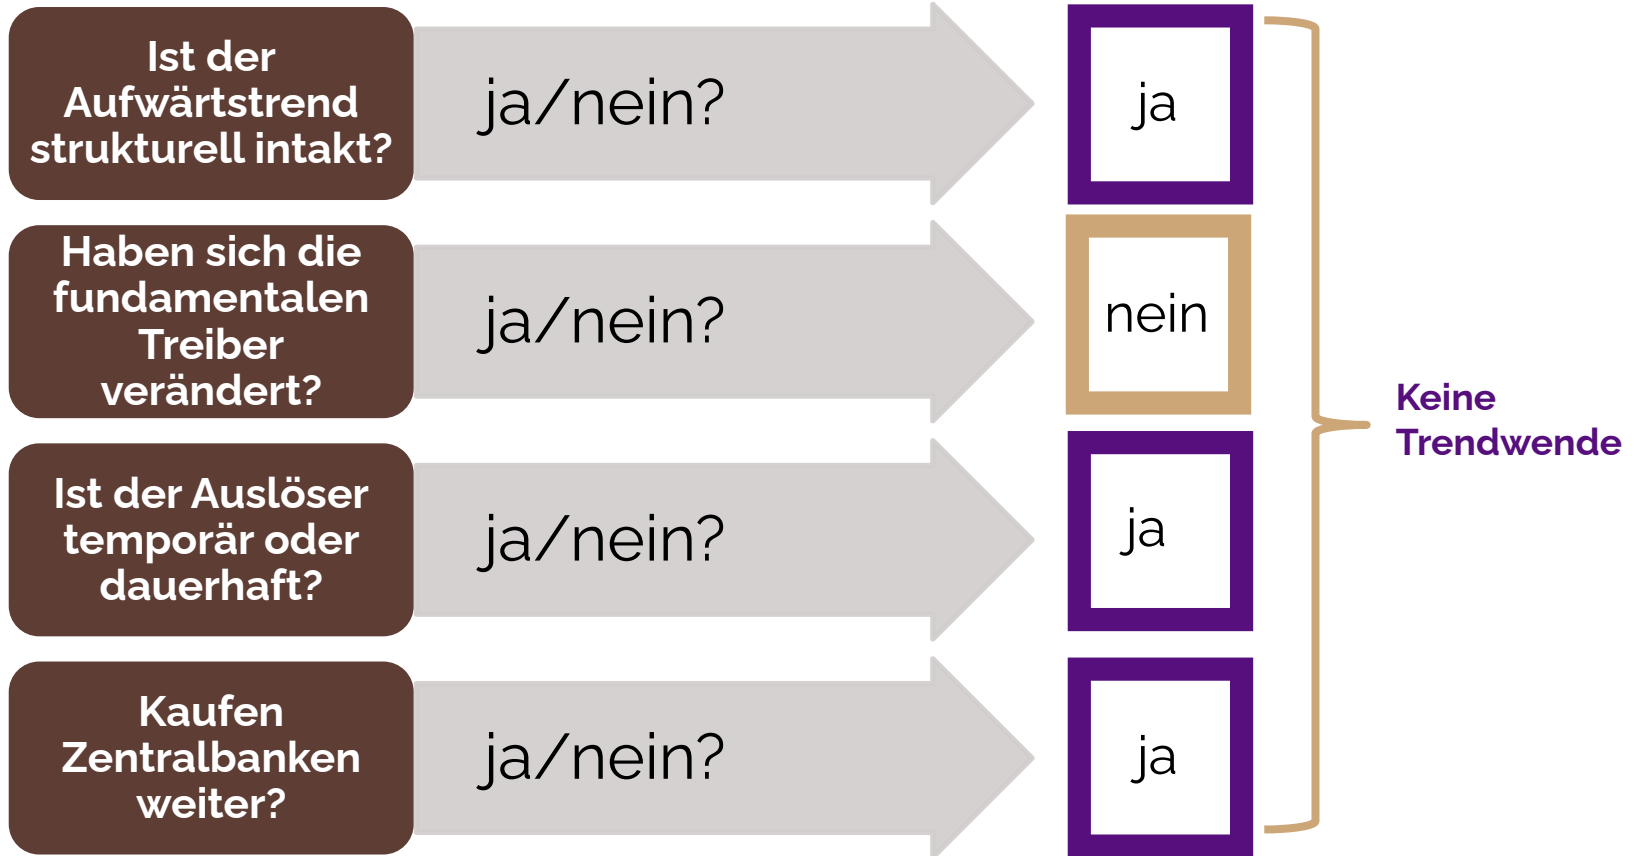 Ist der
Aufwärtstrend
strukturell intakt?
ja/nein?
ja
Haben sich die
fundamentalen
Treiber
verändert?
ja/nein?
nein
Ist der Auslöser
temporär oder
dauerhaft?
ja/nein?
ja
Kaufen
Zentralbanken
weiter?
ja/nein?
ja
Keine
Trendwende